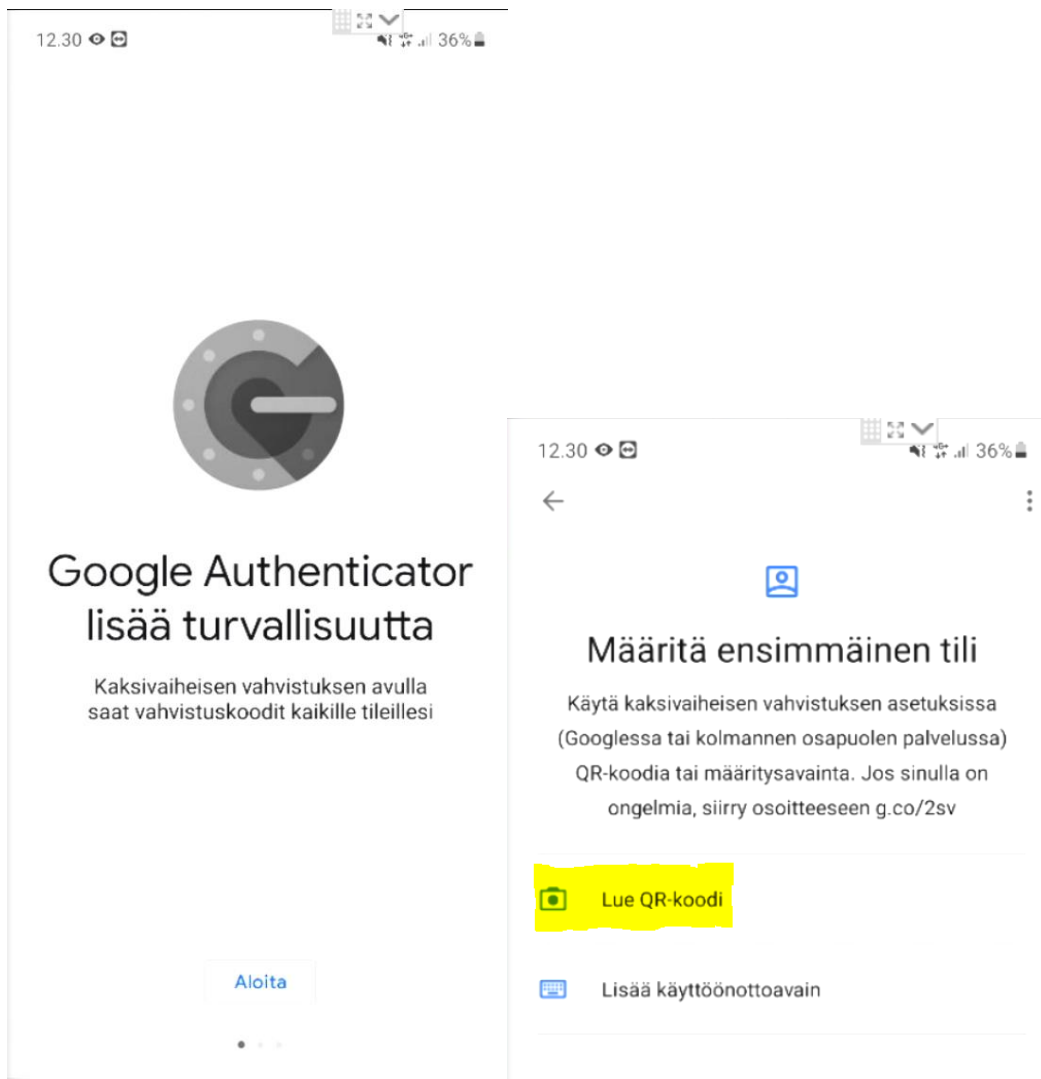 12.30 36%
Google Authenticator
lisää turvallisuutta
Kaksivaiheisen vahvistuksen avulla
saat vahvistuskoodit kaikille tileillesi
Aloita
12.30 36%
Määritä ensimmäinen tili
Käytä kaksivaiheisen vahvistuksen asetuksissa
(Googlessa tai kolmannen osapuolen palvelussa)
QR-koodia tai määritysavainta. Jos sinulla on
ongelmia, siirry osoitteeseen g.co/2sv
Lue QR-koodi
Lisää käyttöönottoavain